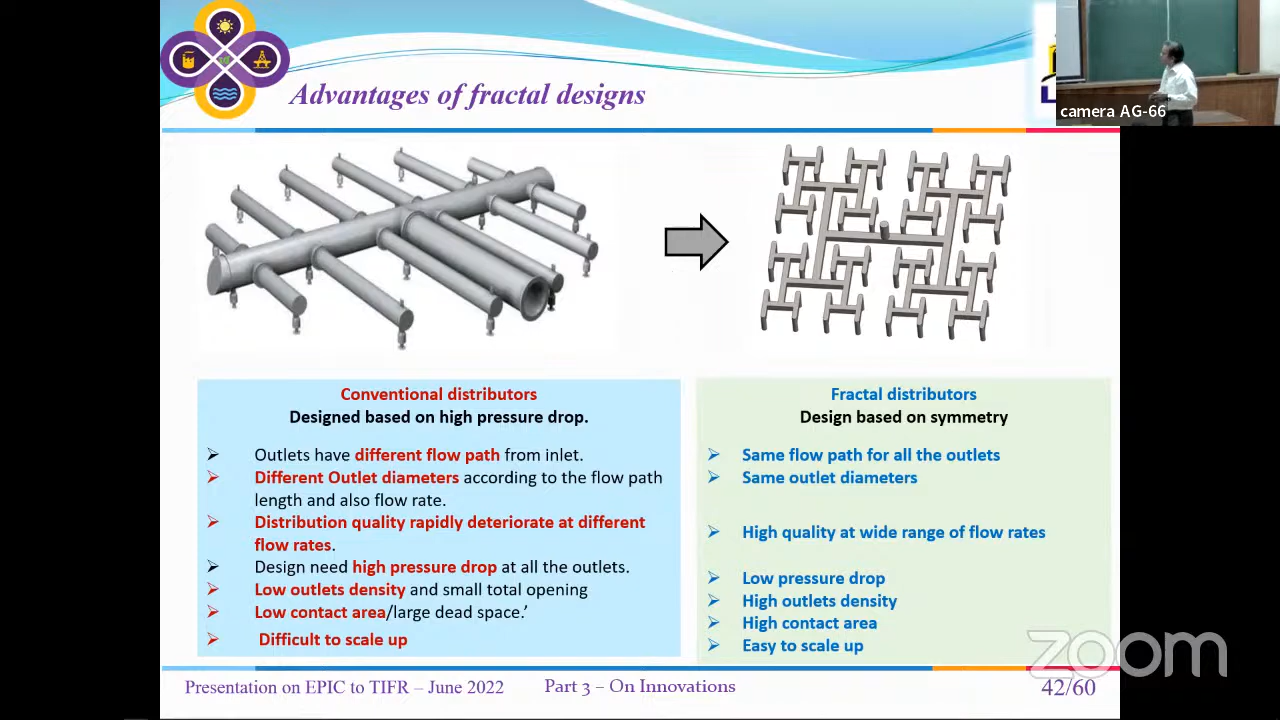 camera AG-66
Advantages of fractal designs
Conventional distributors
Designed based on high pressure drop.
➢ Outlets have different flow path from inlet.
➢ Different Outlet diameters according to the flow path
length and also flow rate.
➢ Distribution quality rapidly deteriorate at different
flow rates.
➢ Design need high pressure drop at all the outlets.
➢ Low outlets density and small total opening
➢ Low contact area/large dead space.’
➢ Difficult to scale up
Fractal distributors
Design based on symmetry
➢ Same flow path for all the outlets
➢ Same outlet diameters
➢ High quality at wide range of flow rates
➢ Low pressure drop
➢ High outlets density
➢ High contact area
➢ Easy to scale up
zoom
Presentation on EPIC to TIFR – June 2022
Part 3 – On Innovations
42/60